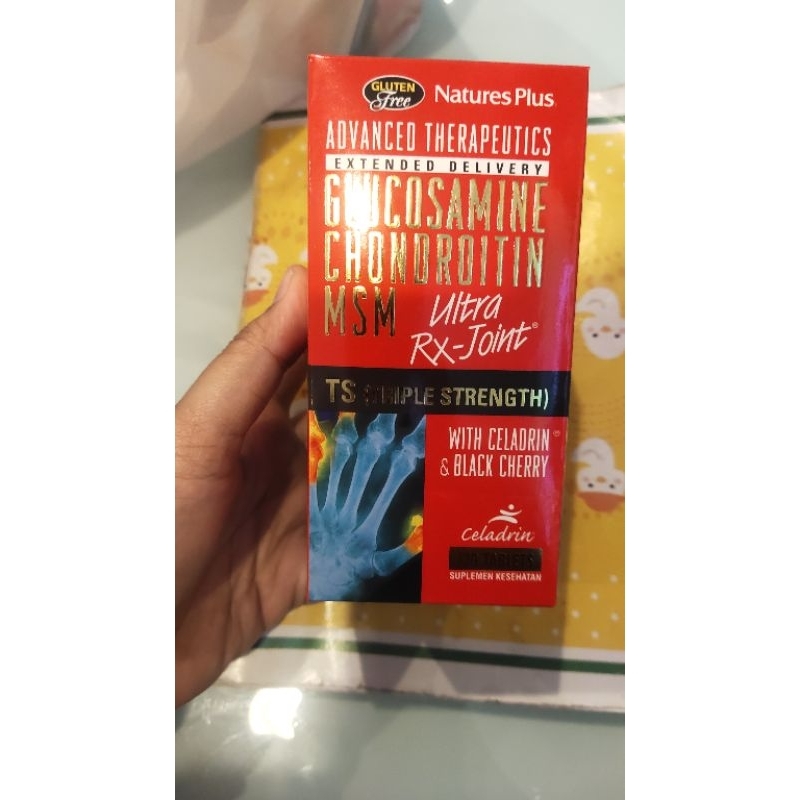 GLUTEN
Free
NaturesPlus
ADVANCED THERAPEUTICS
EXTENDED DELIVERY
GLUCOSAMINE
CHONDROITIN
MSM Ultra
Rx-Joint®
TS (TRIPLE STRENGTH)
WITH CELADRIN®
& BLACK CHERRY
Celadrin
TABLETS
SUPLEMEN KESEHATAN